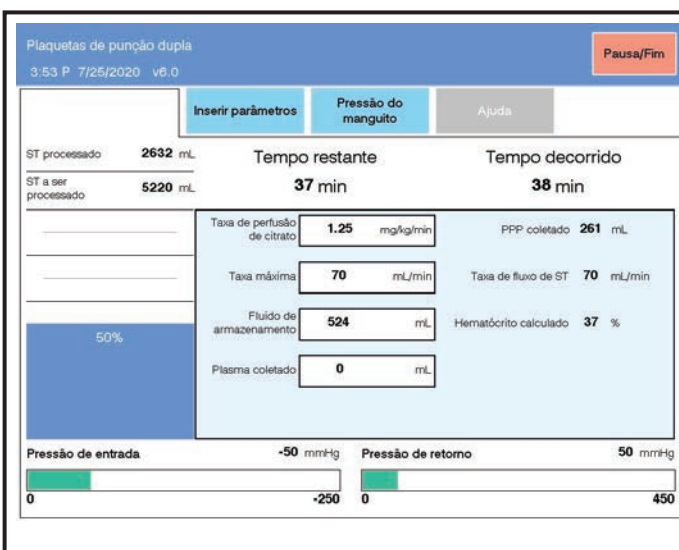 Plaquetas de punção dupla
3:53 P 7/25/2020 v6.0
Pausa/Fim
Inserir parâmetros
Pressão do
manguito
Ajuda
ST processado 2632 mL
ST a ser
processado 5220 mL
Tempo restante
37 min
Tempo decorrido
38 min
50%
Taxa de perfusão
de citrato 1.25 mg/kg/min
Taxa máxima 70 mL/min
Fluido de
armazenamento 524 mL
Plasma coletado 0 mL
PPP coletado 261 mL
Taxa de fluxo de ST 70 mL/min
Hematócrito calculado 37 %
Pressão de entrada -50 mmHg
0 -250
Pressão de retorno 50 mmHg
0 450